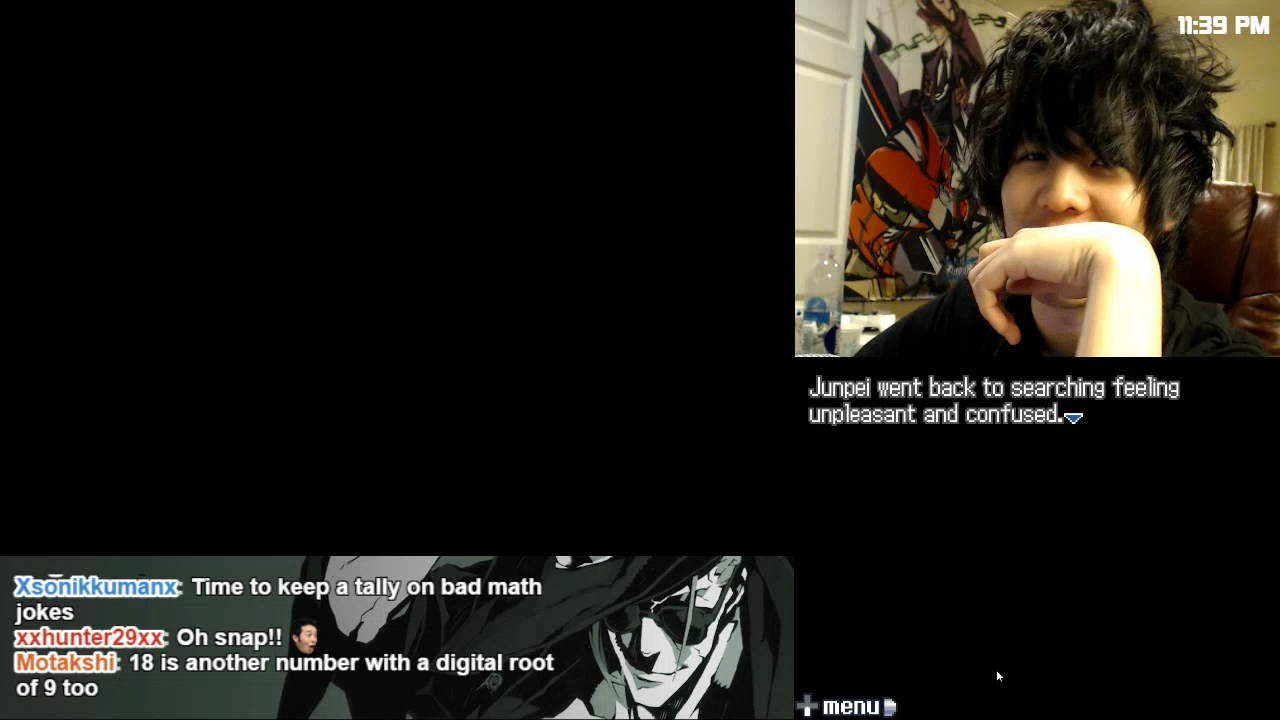 11:39 PM
Junpei went back to searching feeling
unpleasant and confused.
Xsonikkumanx: Time to keep a tally on bad math
jokes
xxhunter29xx: Oh snap!!
Motakshi: 18 is another number with a digital root
of 9 too
menu